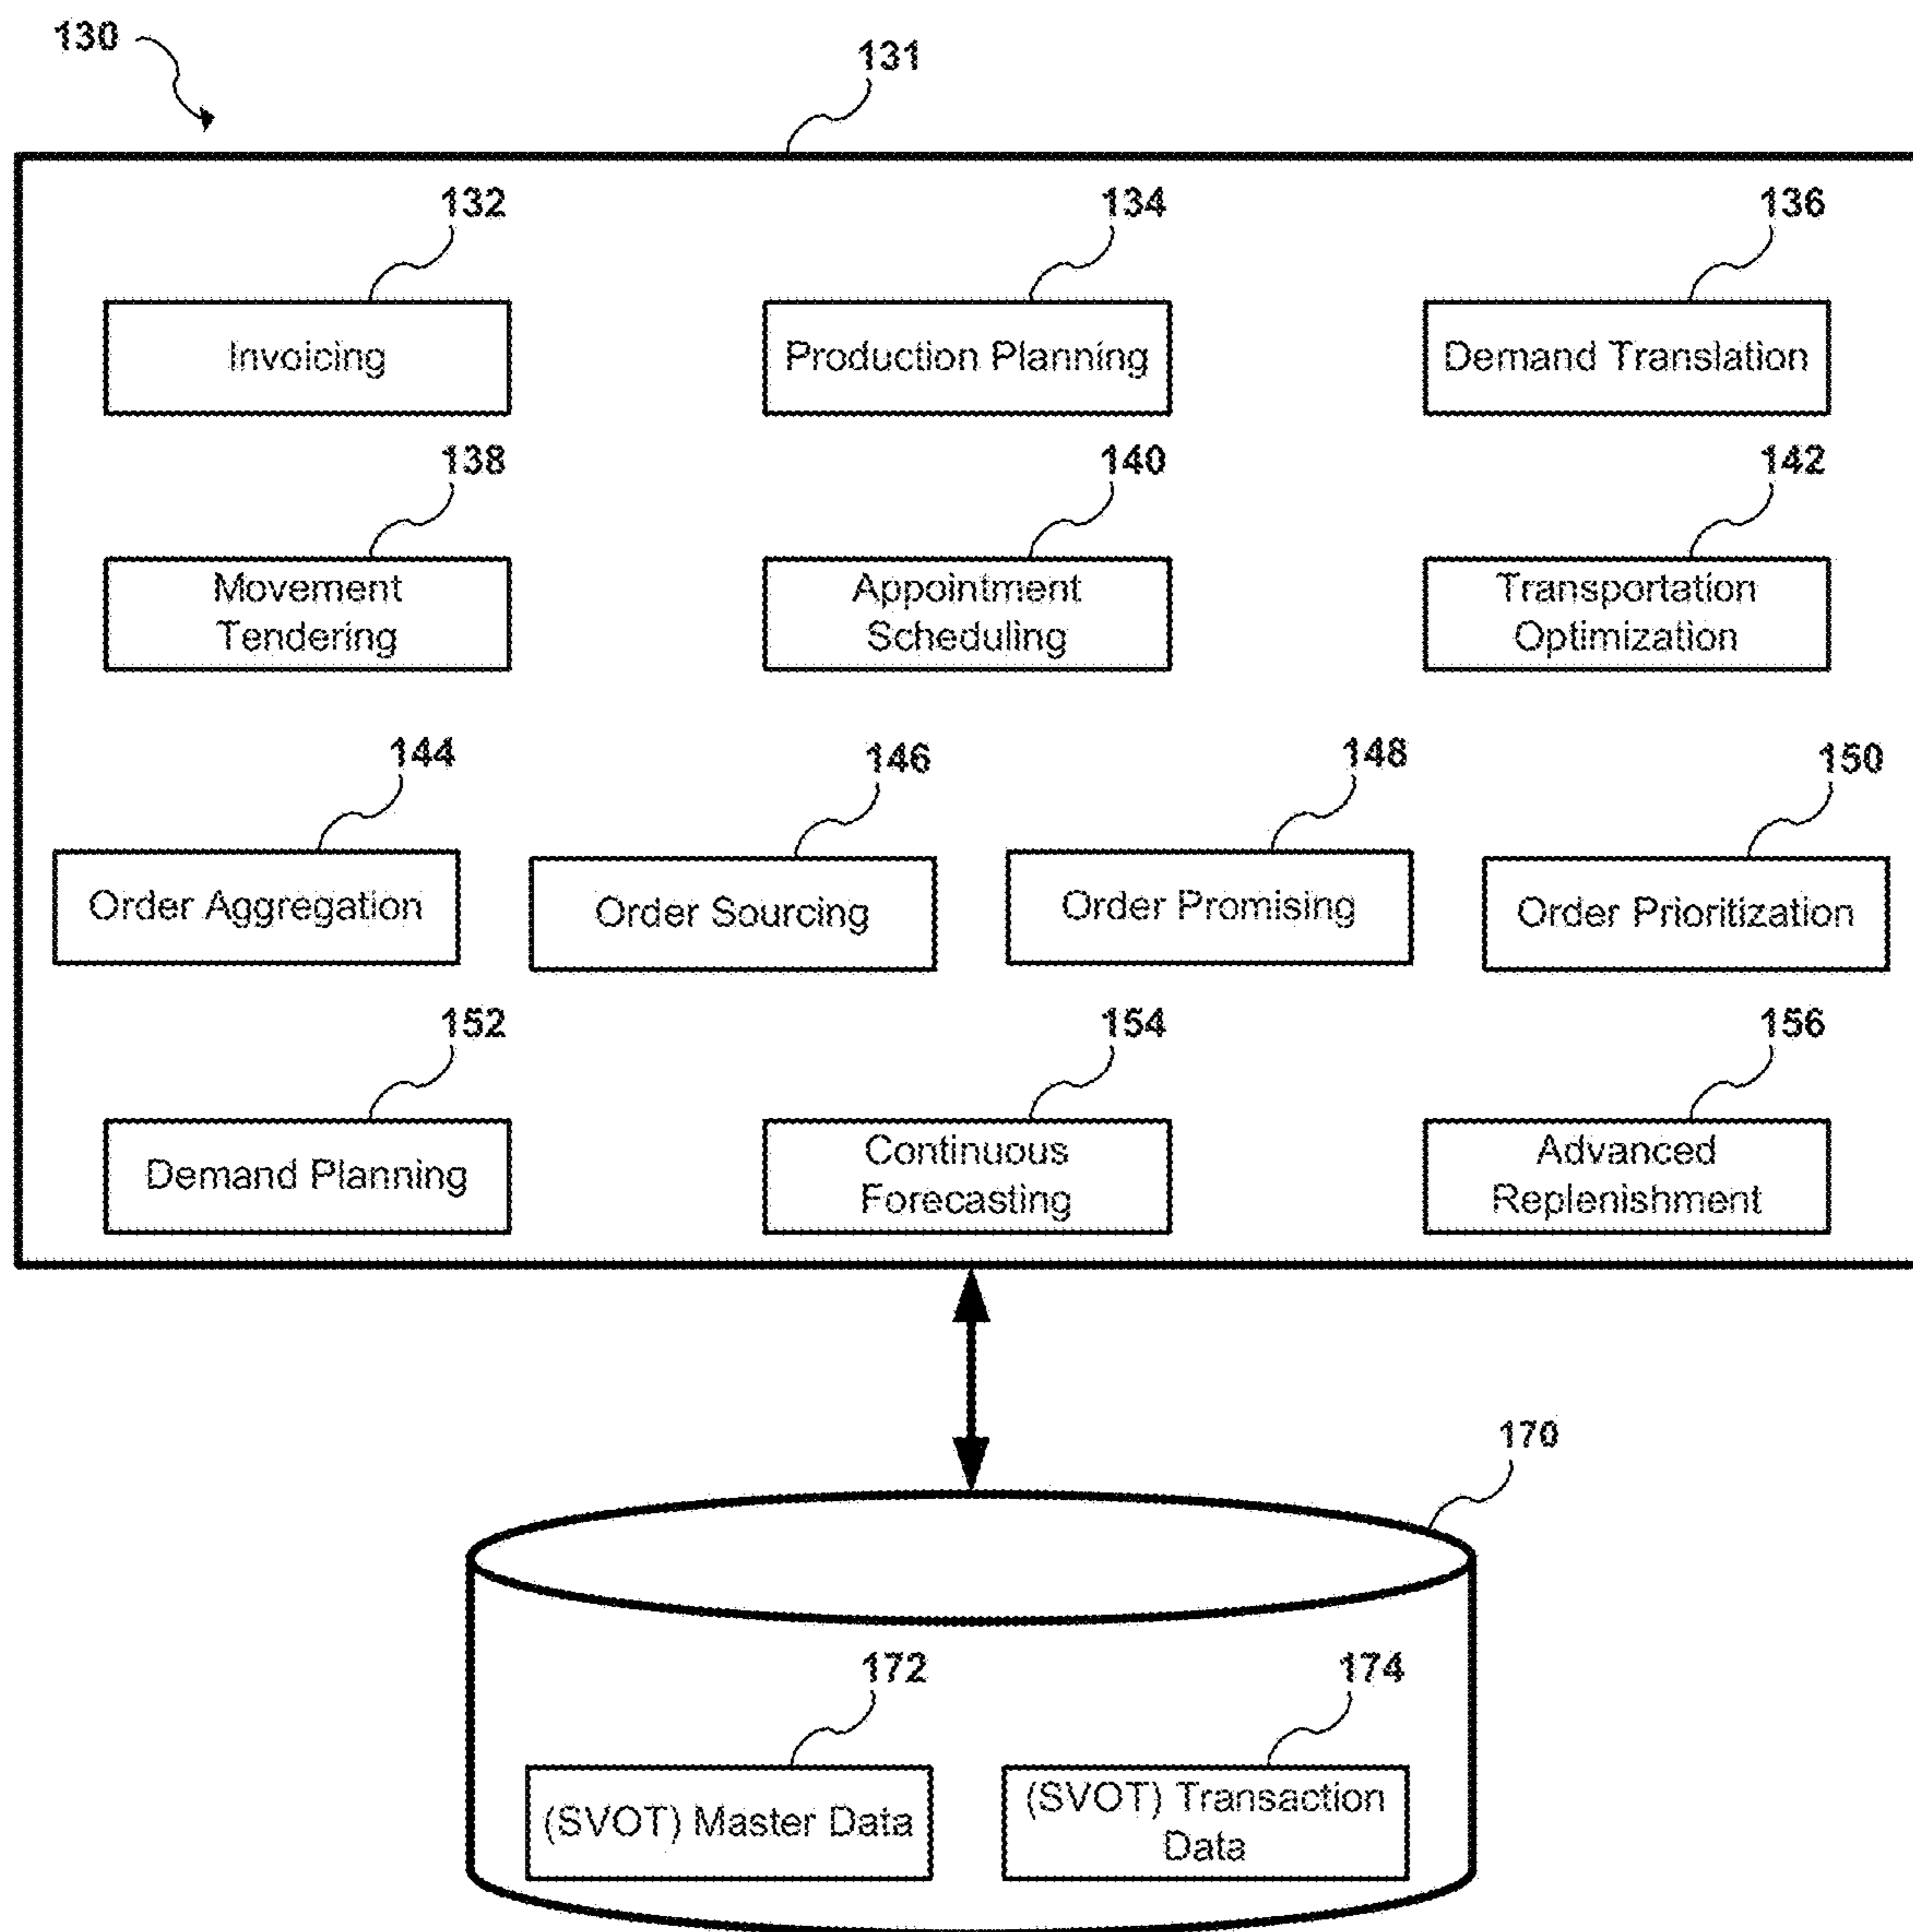 130
131
132
134
136
Invoicing
Production Planning
Demand Translation
138
140
142
Movement
Tendering
Appointment
Scheduling
Transportation
Optimization
144
146
148
150
Order Aggregation
Order Sourcing
Order Promising
Order Prioritization
152
154
156
Demand Planning
Continuous
Forecasting
Advanced
Replenishment
170
172
174
(SVOT) Master Data
(SVOT) Transaction
Data